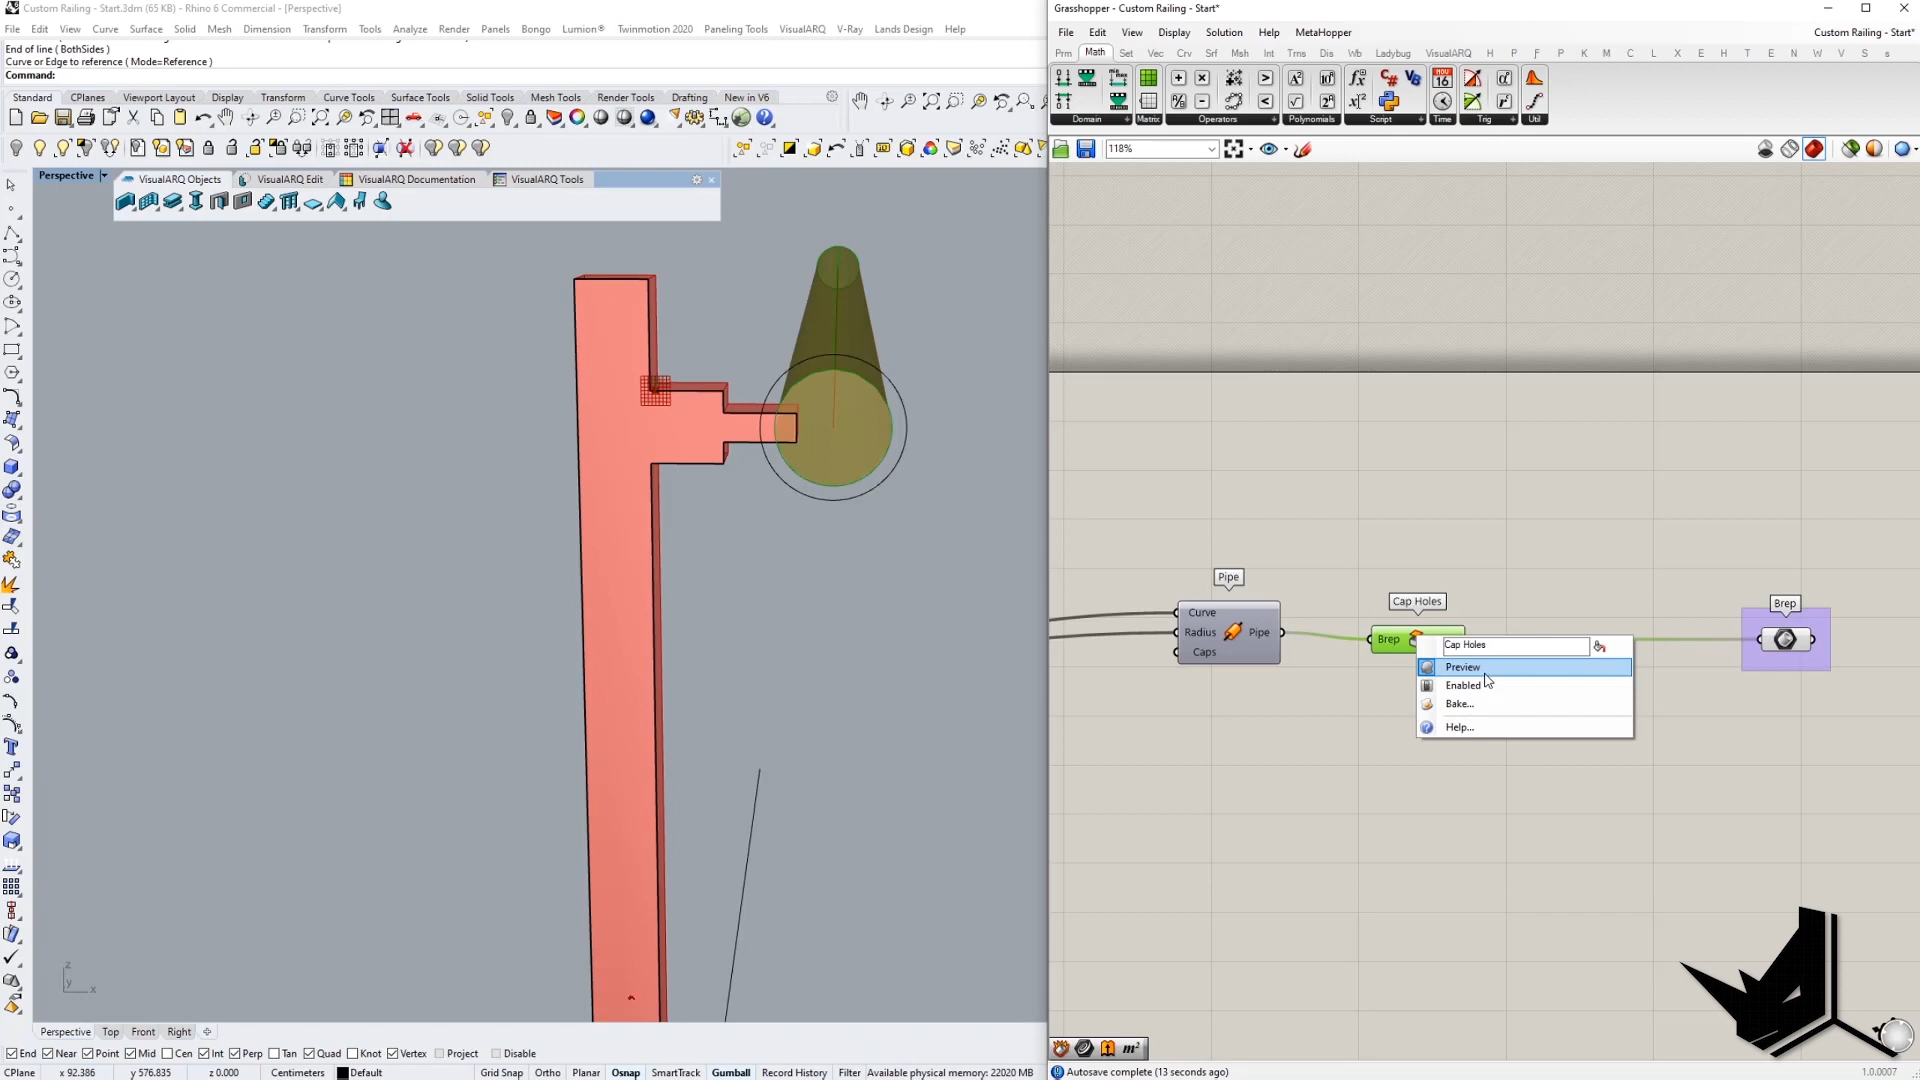 Custom Railing - Start.3dm (65 KB) - Rhino 6 Commercial - [Perspective]
File Edit View Curve Surface Solid Mesh Dimension Transform Tools Analyze Render Panels Bongo Lumion® Twinmotion 2020 Paneling Tools VisualARQ V-Ray Lands Design Help
End of line ( BothSides )
Curve or Edge to reference ( Mode=Reference )
Command:
Standard CPlanes Viewport Layout Display Transform Curve Tools Surface Tools Solid Tools Mesh Tools Render Tools Drafting New in V6
Perspective
VisualARQ Objects VisualARQ Edit VisualARQ Documentation VisualARQ Tools
z
y x
Perspective Top Front Right
End Near Point Mid Cen Int Perp Tan Quad Knot Vertex Project Disable
CPlane x 92.386 y 576.835 z 0.000 Centimeters Default Grid Snap Ortho Planar Osnap SmartTrack Gumball Record History Filter Available physical memory: 22020 MB
Grasshopper - Custom Railing - Start*
File Edit View Display Solution Help MetaHopper Custom Railing - Start*
Prm Math Set Vec Crv Srf Msh Int Trns Dis Wb Ladybug VisualARQ H P F P K M C L X E H T E N W V S s
Domain Matrix Operators Polynomials Script Time Trig Util
118%
Pipe
Curve
Radius Pipe
Caps
Cap Holes
Brep
Cap Holes
Preview
Enabled
Bake...
Help...
Brep
m²
Autosave complete (13 seconds ago) 1.0.0007